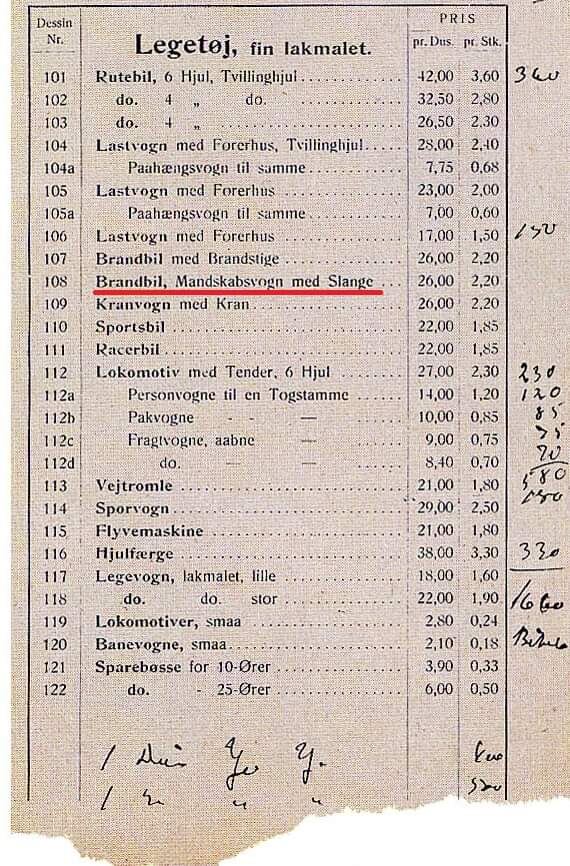 Dessin Nr. PRIS
Legetøj, fin lakmalet. pr. Dus. pr. Stk.
101 Rutebil, 6 Hjul, Tvillinghjul 42,00 3,60 360
102 do. 4 „ do. 32,50 2,80
103 do. 4 „ 26,50 2,30
104 Lastvogn med Førerhus, Tvillinghjul 28,00 2,40
104a Paahængsvogn til samme 7,75 0,68
105 Lastvogn med Førerhus 23,00 2,00
105a Paahængsvogn til samme 7,00 0,60
106 Lastvogn med Førerhus 17,00 1,50 150
107 Brandbil med Brandstige 26,00 2,20
108 Brandbil, Mandskabsvogn med Slange 26,00 2,20
109 Kranvogn med Kran 26,00 2,20
110 Sportsbil 22,00 1,85
111 Racerbil 22,00 1,85
112 Lokomotiv med Tender, 6 Hjul 27,00 2,30 230
112a Personvogne til en Togstamme 14,00 1,20 120
112b Pakvogne - - — 10,00 0,85 85
112c Fragtvogne, aabne — 9,00 0,75 75
112d do. — — 8,40 0,70 70
113 Vejtromle 21,00 1,80 580
114 Sporvogn 29,00 2,50
115 Flyvemaskine 21,00 1,80
116 Hjulfærge 38,00 3,30 330
117 Legevogn, lakmalet, lille 18,00 1,60
118 do. do. stor 22,00 1,90
119 Lokomotiver, smaa 2,80 0,24
120 Banevogne, smaa 2,10 0,18
121 Sparebøsse for 10-Ører 3,90 0,33
122 do. - 25-Ører 6,00 0,50